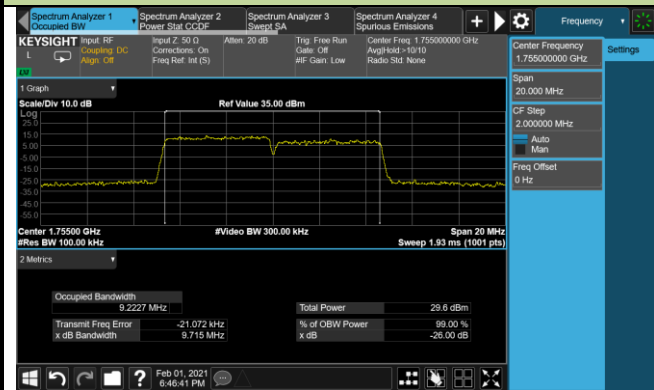 Spectrum Analyzer 1
Occupied BW
Spectrum Analyzer 2
Power Stat CCDF
Spectrum Analyzer 3
Swept SA
Spectrum Analyzer 4
Spurious Emissions
Frequency
KEYSIGHT
L
Input: RF
Coupling: DC
Align: Off
Input Z: 50 Ω
Corrections: On
Freq Ref: Int (S)
Atten: 20 dB
Trig: Free Run
Gate: Off
#IF Gain: Low
Center Freq: 1.755000000 GHz
Avg|Hold:>10/10
Radio Std: None
Center Frequency
1.755000000 GHz
Settings
Span
20.000 MHz
CF Step
2.000000 MHz
Auto
Man
Freq Offset
0 Hz
1 Graph
Scale/Div 10.0 dB
Ref Value 35.00 dBm
Log
25.0
15.0
5.00
-5.00
-15.0
-25.0
-35.0
-45.0
-55.0
Center 1.75500 GHz
#Video BW 300.00 kHz
Span 20 MHz
#Res BW 100.00 kHz
Sweep 1.93 ms (1001 pts)
2 Metrics
Occupied Bandwidth
9.2227 MHz
Total Power
29.6 dBm
Transmit Freq Error
-21.072 kHz
% of OBW Power
99.00 %
x dB Bandwidth
9.715 MHz
x dB
-26.00 dB
Feb 01, 2021
6:46:41 PM